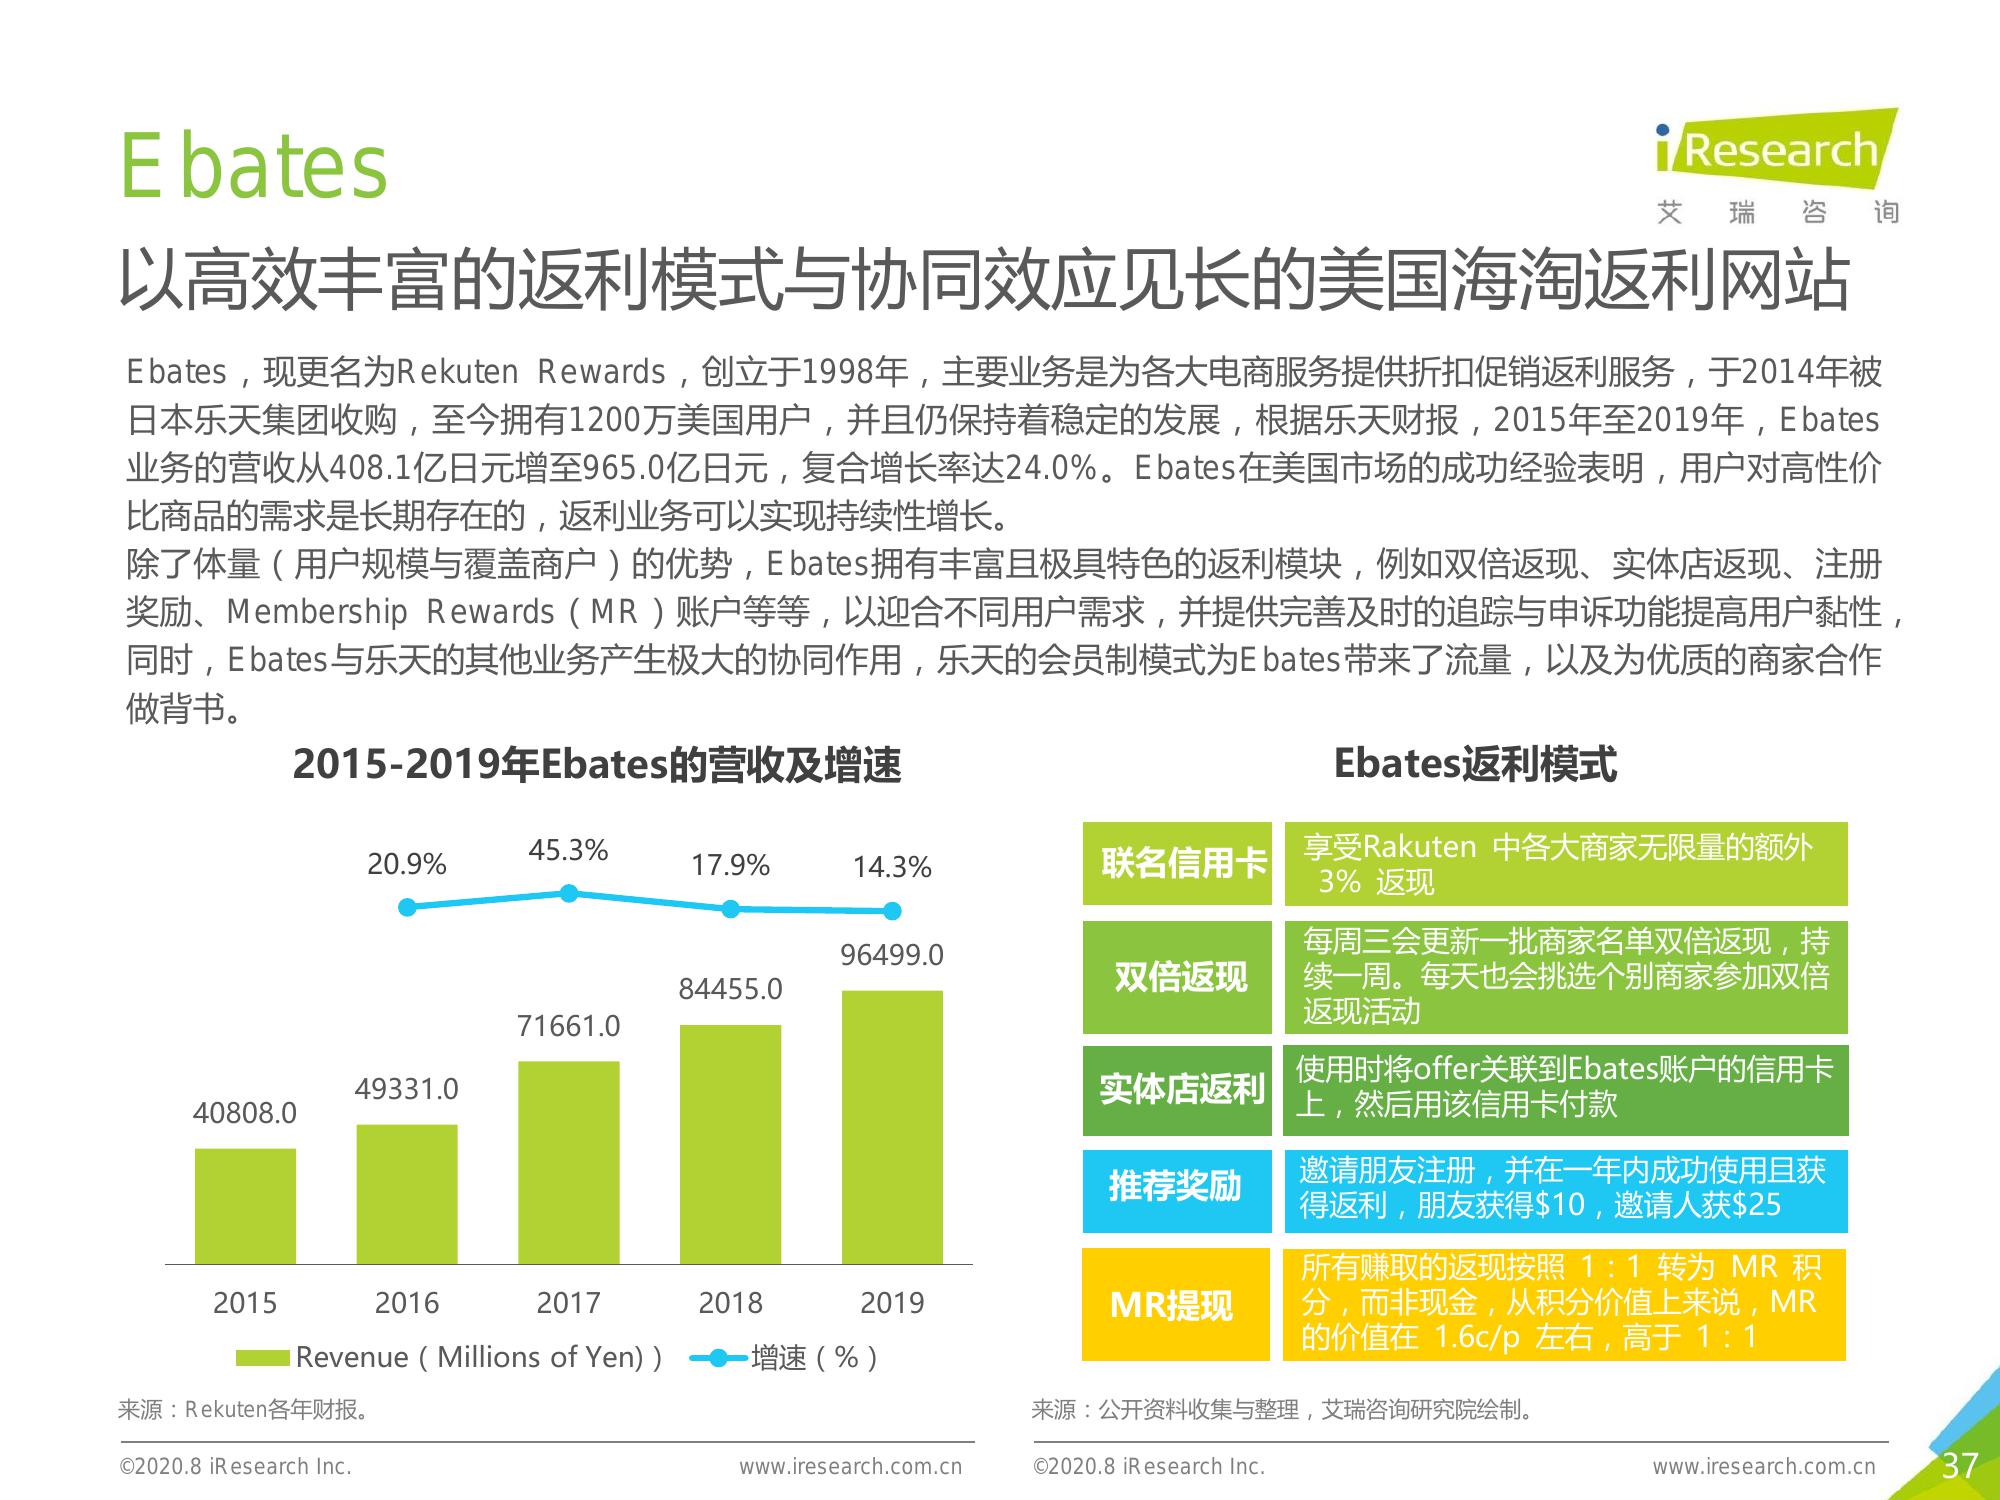 Ebates
iResearch
艾 瑞 咨 询
以高效丰富的返利模式与协同效应见长的美国海淘返利网站
Ebates，现更名为Rekuten Rewards，创立于1998年，主要业务是为各大电商服务提供折扣促销返利服务，于2014年被
日本乐天集团收购，至今拥有1200万美国用户，并且仍保持着稳定的发展，根据乐天财报，2015年至2019年，Ebates
业务的营收从408.1亿日元增至965.0亿日元，复合增长率达24.0%。Ebates在美国市场的成功经验表明，用户对高性价
比商品的需求是长期存在的，返利业务可以实现持续性增长。
除了体量（用户规模与覆盖商户）的优势，Ebates拥有丰富且极具特色的返利模块，例如双倍返现、实体店返现、注册
奖励、Membership Rewards（MR）账户等等，以迎合不同用户需求，并提供完善及时的追踪与申诉功能提高用户黏性，
同时，Ebates与乐天的其他业务产生极大的协同作用，乐天的会员制模式为Ebates带来了流量，以及为优质的商家合作
做背书。
2015-2019年Ebates的营收及增速
20.9%
45.3%
17.9%
14.3%
40808.0
49331.0
71661.0
84455.0
96499.0
2015
2016
2017
2018
2019
Revenue（Millions of Yen)）
增速（%）
来源：Rekuten各年财报。
Ebates返利模式
联名信用卡
享受Rakuten 中各大商家无限量的额外
3% 返现
双倍返现
每周三会更新一批商家名单双倍返现，持
续一周。每天也会挑选个别商家参加双倍
返现活动
实体店返利
使用时将offer关联到Ebates账户的信用卡
上，然后用该信用卡付款
推荐奖励
邀请朋友注册，并在一年内成功使用且获
得返利，朋友获得$10，邀请人获$25
MR提现
所有赚取的返现按照 1：1 转为 MR 积
分，而非现金，从积分价值上来说，MR
的价值在 1.6c/p 左右，高于 1：1
来源：公开资料收集与整理，艾瑞咨询研究院绘制。
©2020.8 iResearch Inc.
www.iresearch.com.cn
©2020.8 iResearch Inc.
www.iresearch.com.cn
37